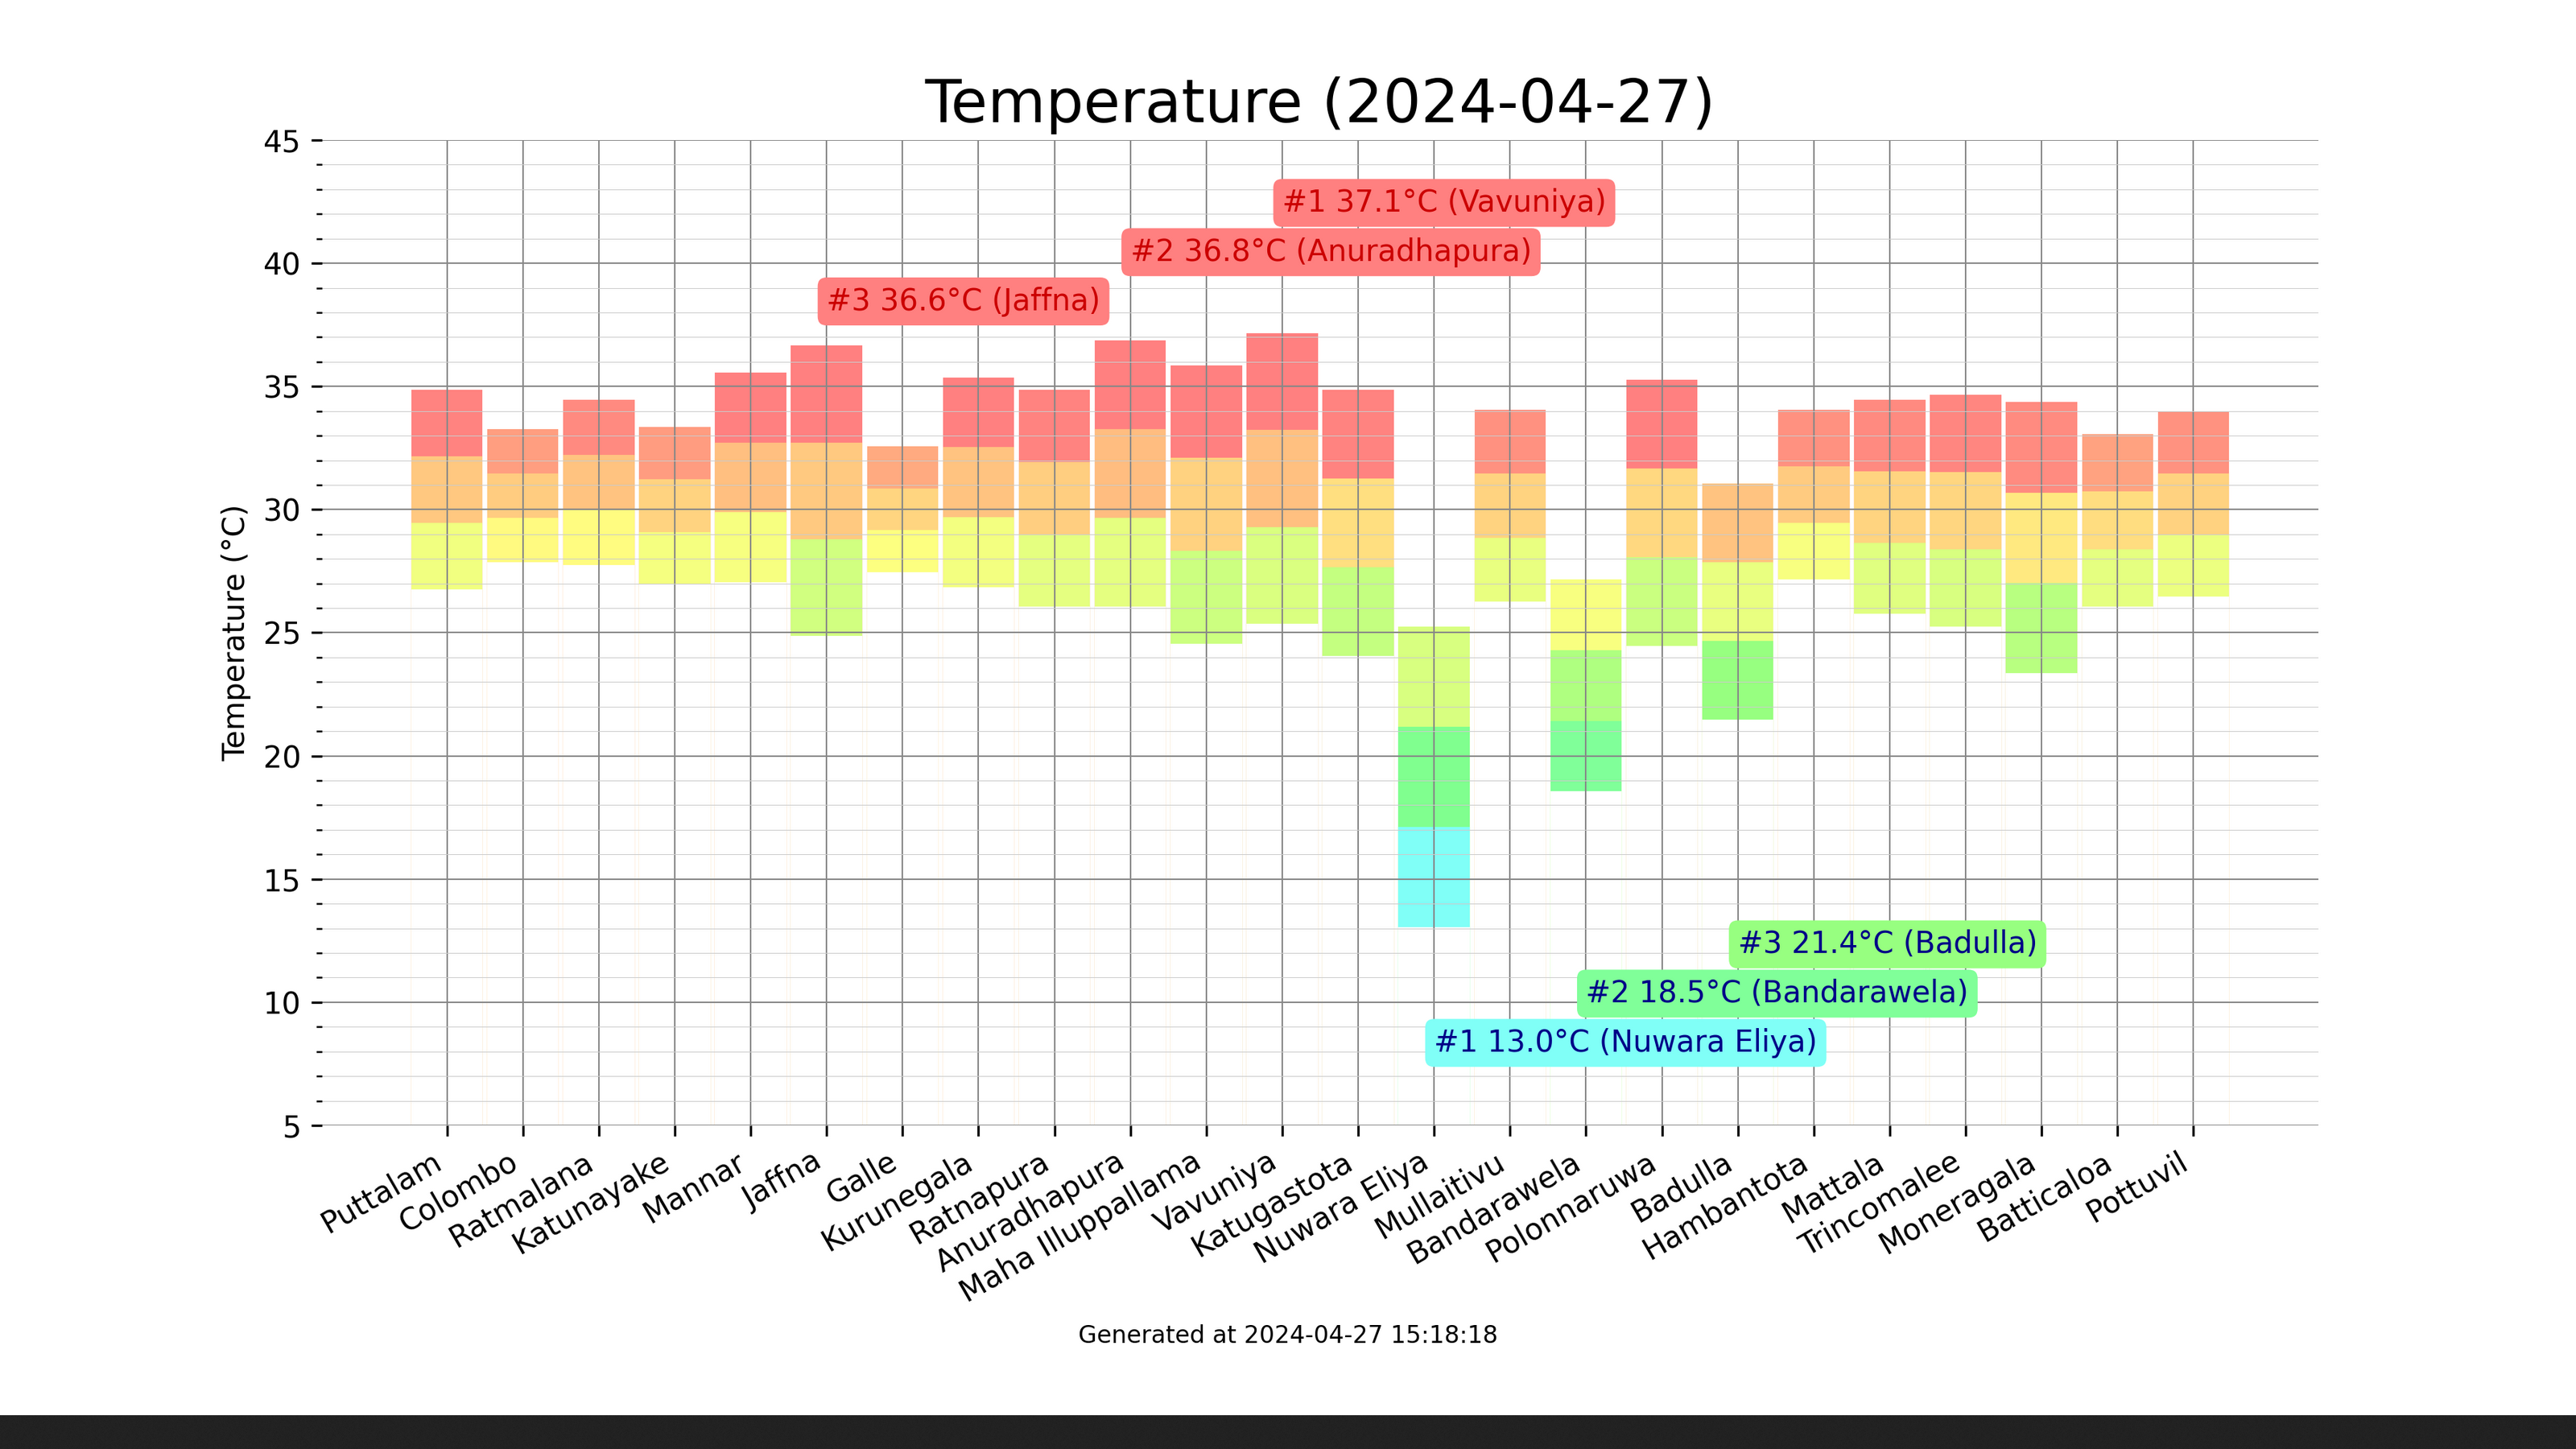 Temperature (2024-04-27)
45
40
35
30
25
20
15
10
5
Temperature (°C)
#1 37.1°C (Vavuniya)
#2 36.8°C (Anuradhapura)
#3 36.6°C (Jaffna)
#3 21.4°C (Badulla)
#2 18.5°C (Bandarawela)
#1 13.0°C (Nuwara Eliya)
Puttalam
Colombo
Ratmalana
Katunayake
Mannar
Jaffna
Galle
Kurunegala
Ratnapura
Anuradhapura
Maha Illuppallama
Vavuniya
Katugastota
Nuwara Eliya
Mullaitivu
Bandarawela
Polonnaruwa
Badulla
Hambantota
Mattala
Trincomalee
Moneragala
Batticaloa
Pottuvil
Generated at 2024-04-27 15:18:18